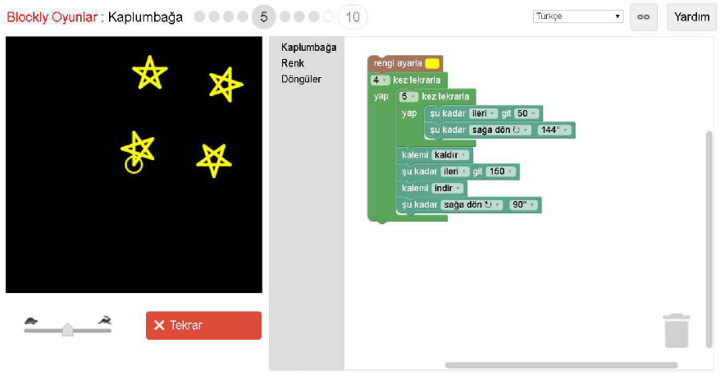 Blockly Oyunlar : Kaplumbağa 5 10 Türkçe Yardım
Kaplumbağa
Renk
Döngüler
rengi ayarla
4 kez tekrarla
yap 5 kez tekrarla
yap şu kadar ileri git 50
şu kadar sağa dön ↻ 144°
kalemi kaldır
şu kadar ileri git 150
kalemi indir
şu kadar sağa dön ↻ 90°
Tekrar